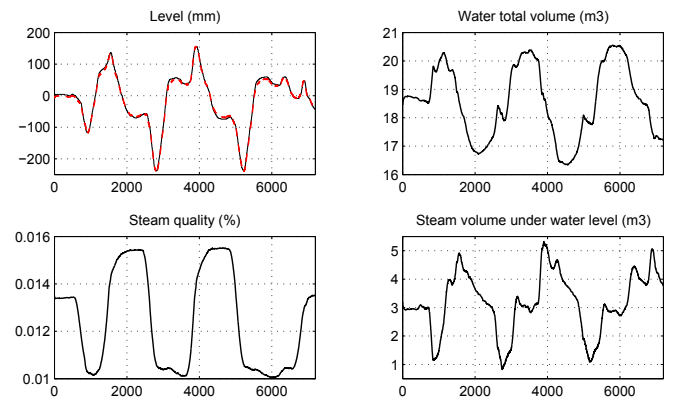 Level (mm)
200
100
0
−100
−200
0 2000 4000 6000
Water total volume (m3)
21
20
19
18
17
16
0 2000 4000 6000
Steam quality (%)
0.016
0.014
0.012
0.01
0 2000 4000 6000
Steam volume under water level (m3)
5
4
3
2
1
0 2000 4000 6000